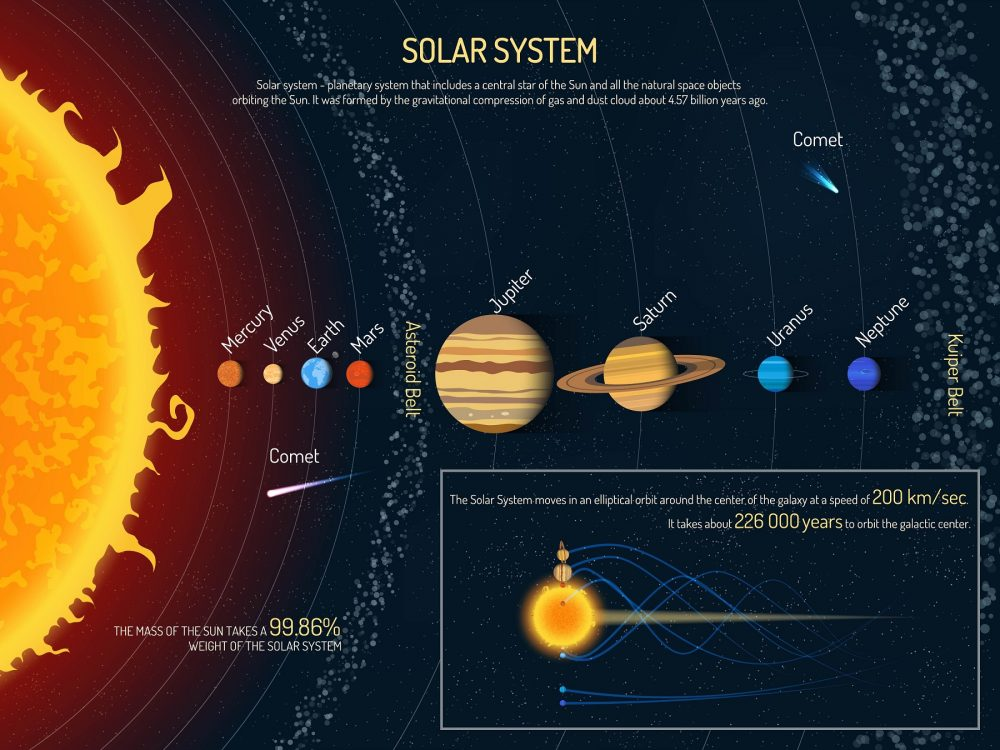 SOLAR SYSTEM
Solar system - planetary system that includes a central star of the Sun and all the natural space objects
orbiting the Sun. It was formed by the gravitational compression of gas and dust cloud about 4.57 billion years ago.
Comet
Mercury
Venus
Earth
Mars
Asteroid Belt
Jupiter
Saturn
Uranus
Neptune
Kuiper Belt
Comet
The Solar System moves in an elliptical orbit around the center of the galaxy at a speed of 200 km/sec.
It takes about 226 000 years to orbit the galactic center.
THE MASS OF THE SUN TAKES A 99.86%
WEIGHT OF THE SOLAR SYSTEM